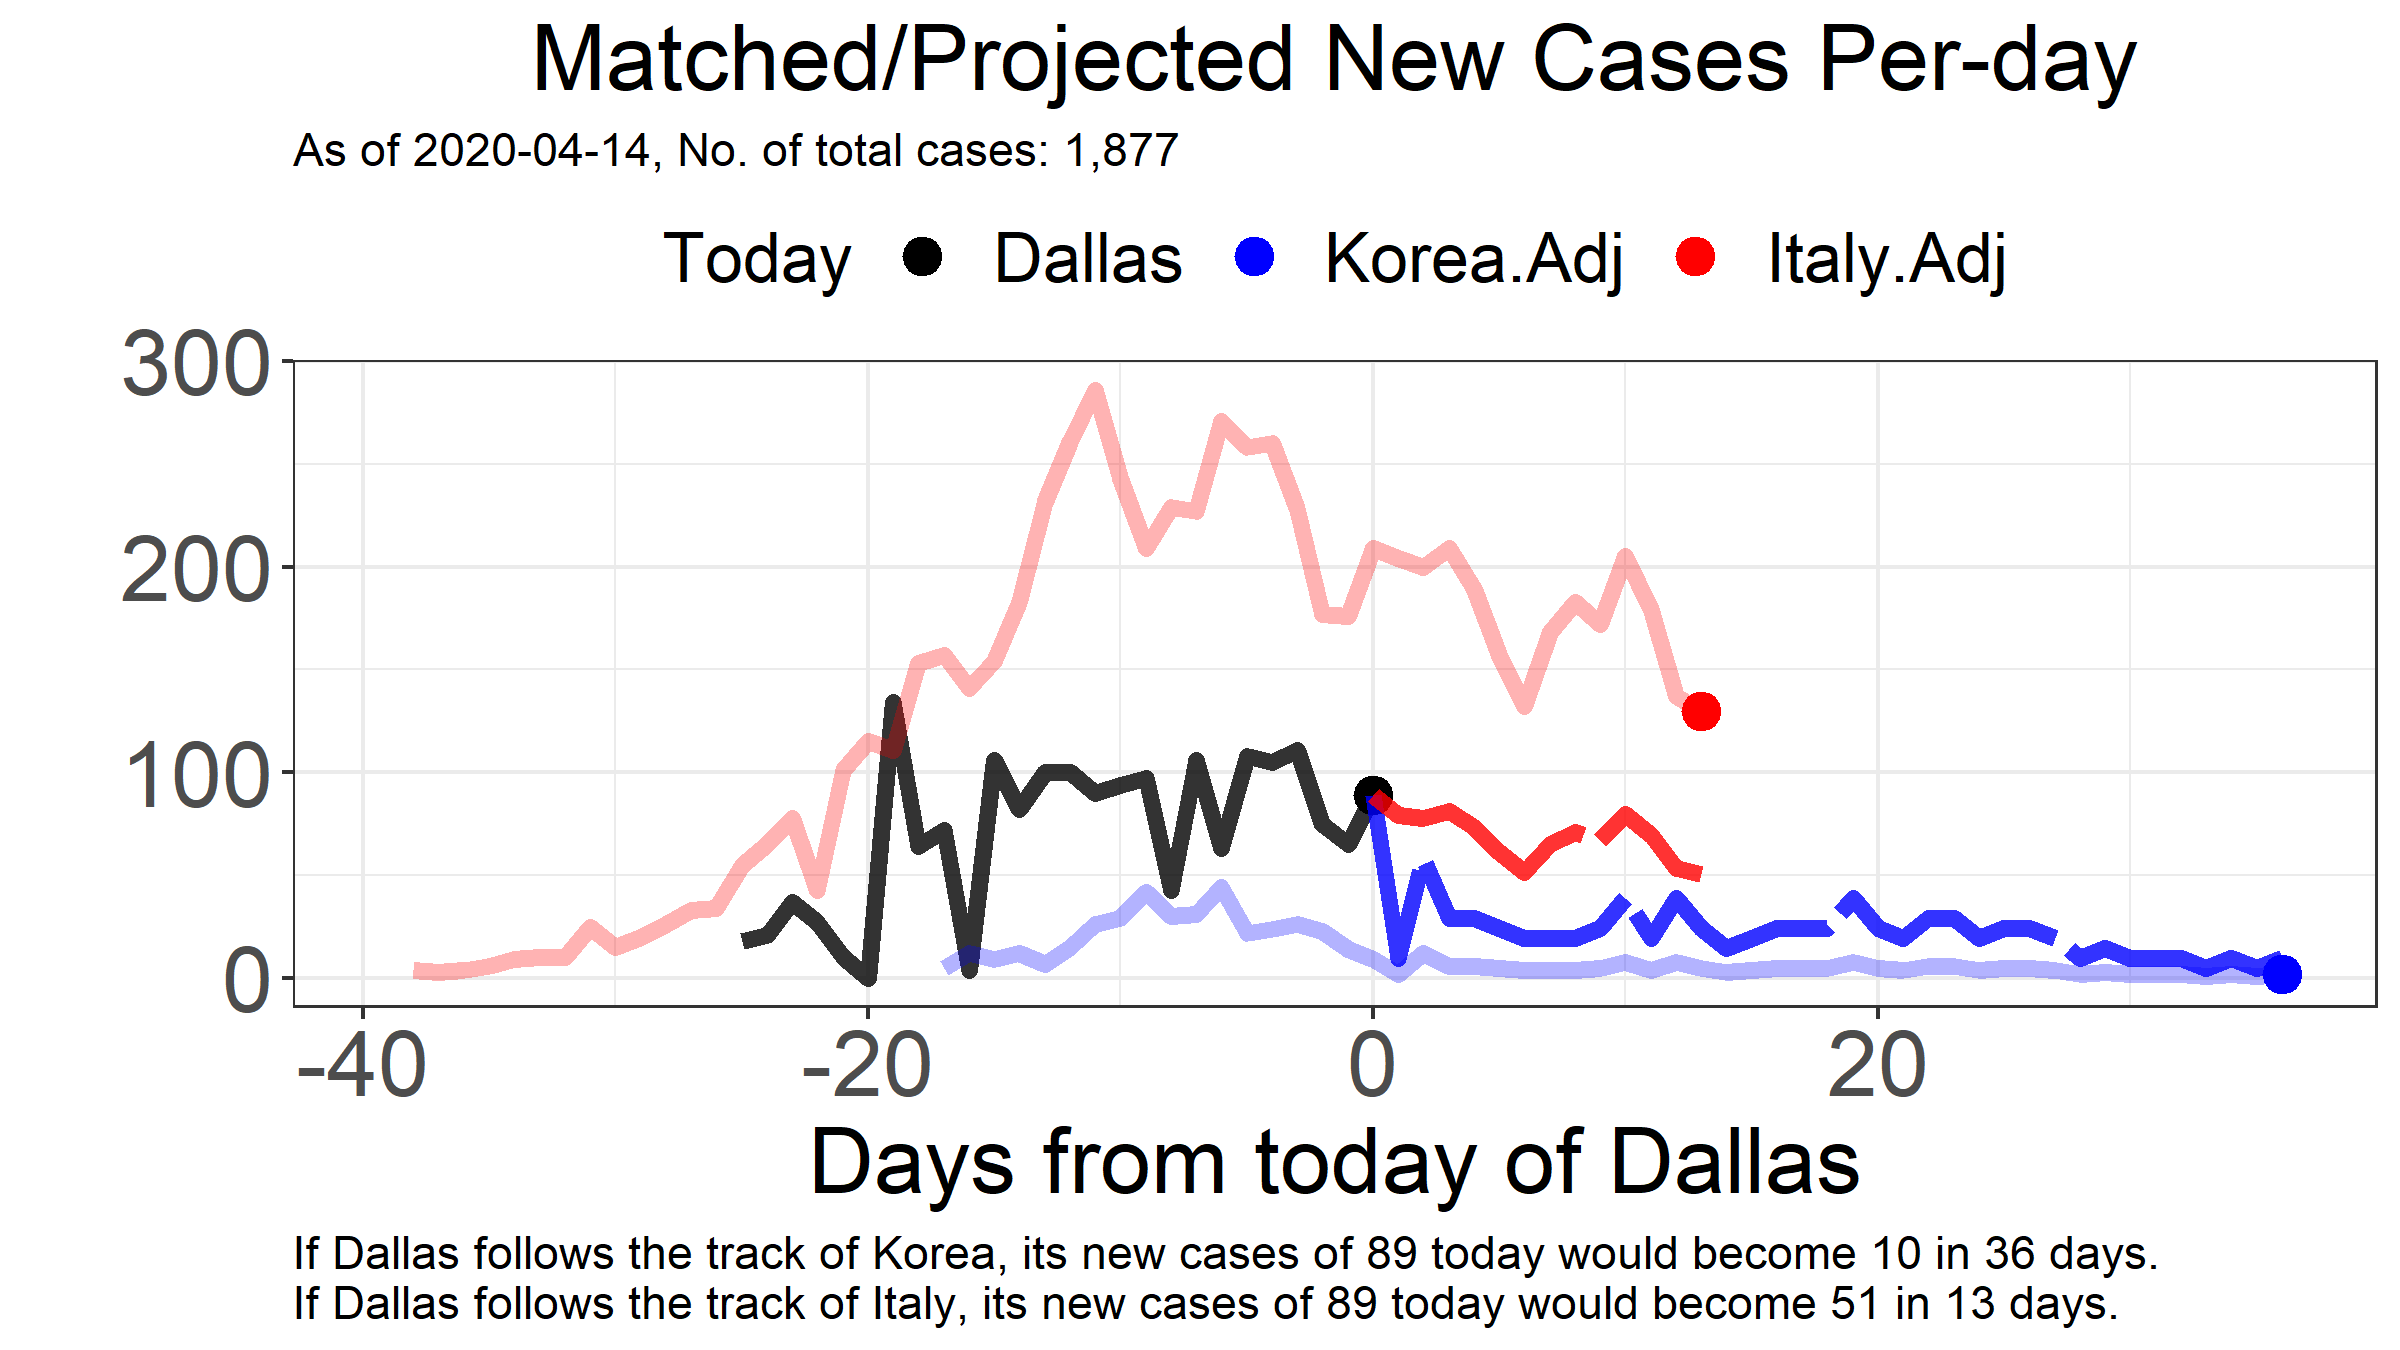 Matched/Projected New Cases Per-day
As of 2020-04-14, No. of total cases: 1,877
Today Dallas Korea.Adj Italy.Adj
300
200
100
0
-40 -20 0 20
Days from today of Dallas
If Dallas follows the track of Korea, its new cases of 89 today would become 10 in 36 days.
If Dallas follows the track of Italy, its new cases of 89 today would become 51 in 13 days.